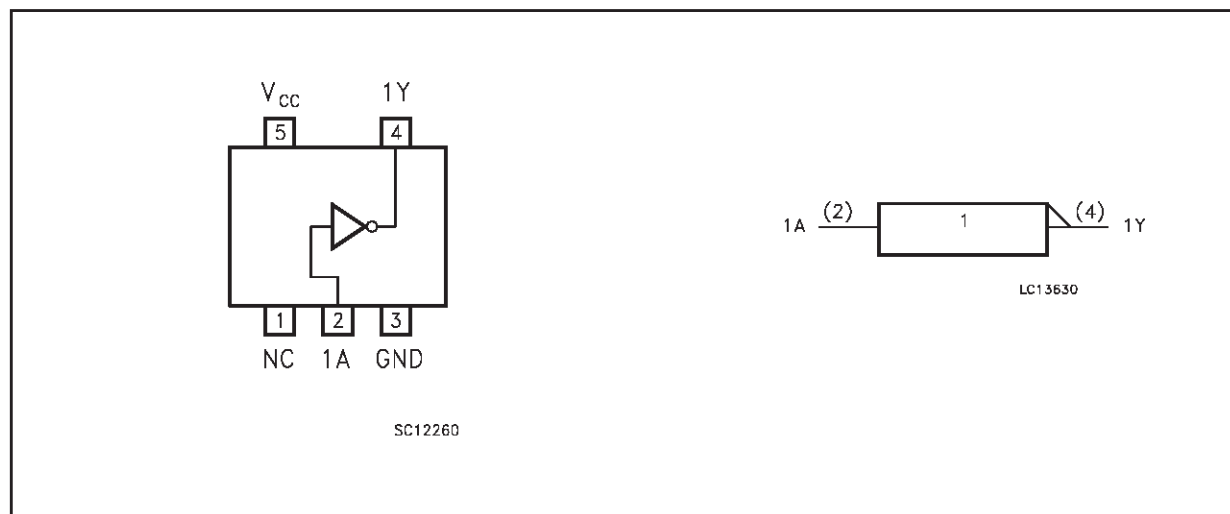 V CC 1Y
5 4
1 2 3
NC 1A GND
SC12260
1A (2) 1 (4) 1Y
LC13630